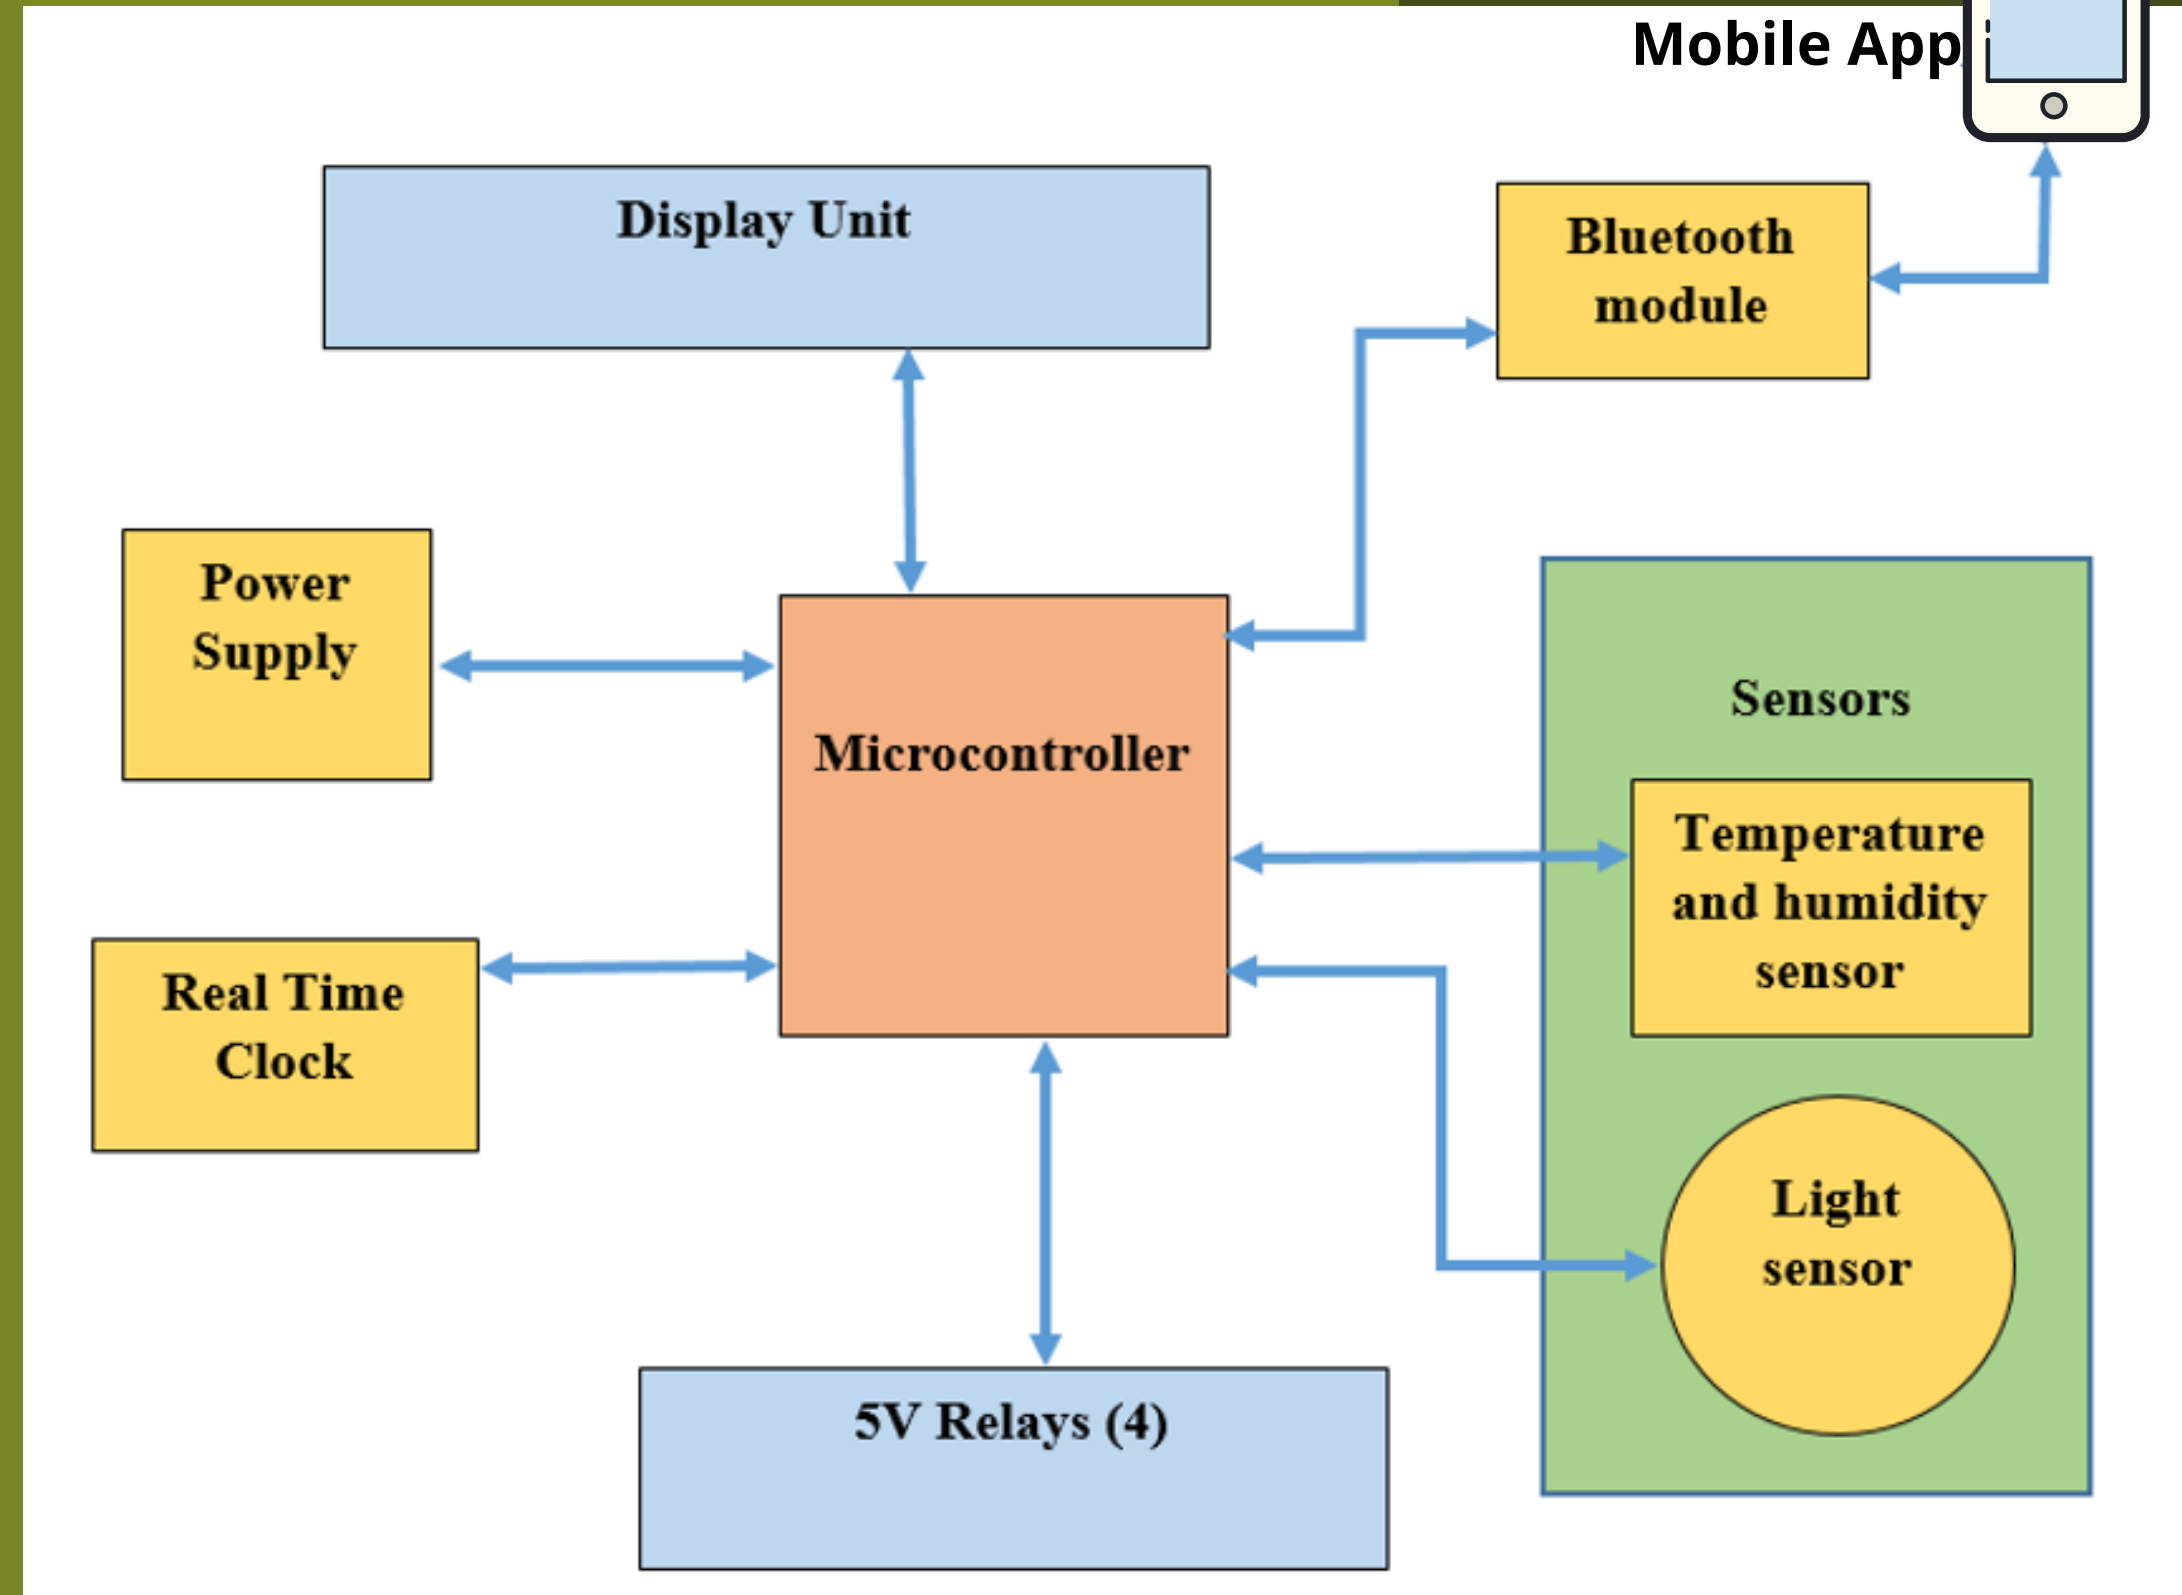 Mobile App
Display Unit
Bluetooth
module
Power
Supply
Microcontroller
Sensors
Temperature
and humidity
sensor
Real Time
Clock
Light
sensor
5V Relays (4)